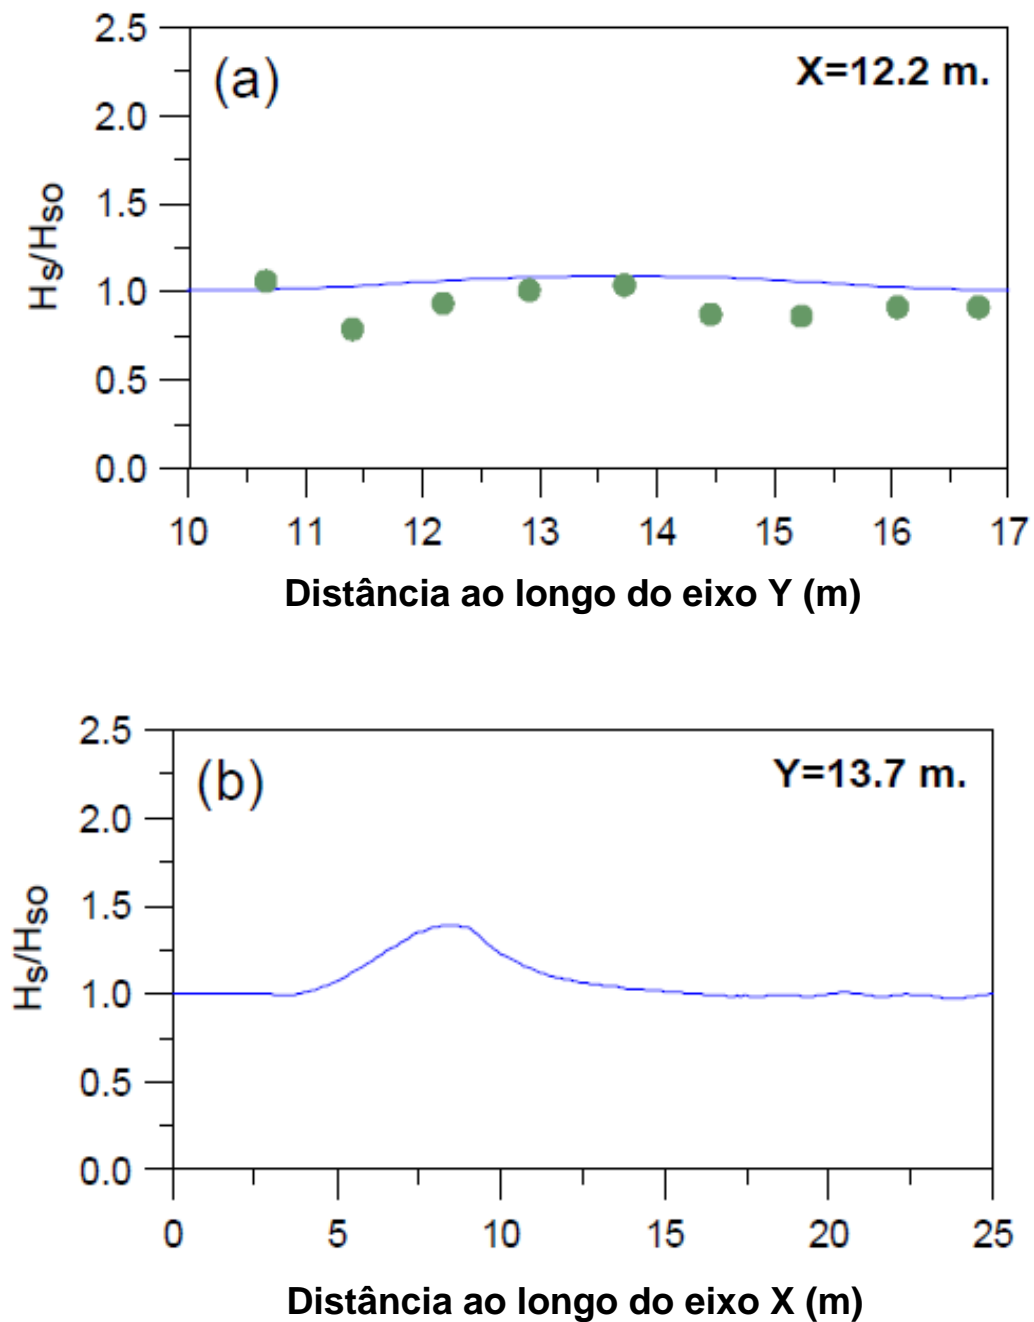 (a)
X=12.2 m.
2.5
2.0
1.5
1.0
0.5
0.0
Hs/Hso
10 11 12 13 14 15 16 17
Distância ao longo do eixo Y (m)
(b)
Y=13.7 m.
2.5
2.0
1.5
1.0
0.5
0.0
Hs/Hso
0 5 10 15 20 25
Distância ao longo do eixo X (m)